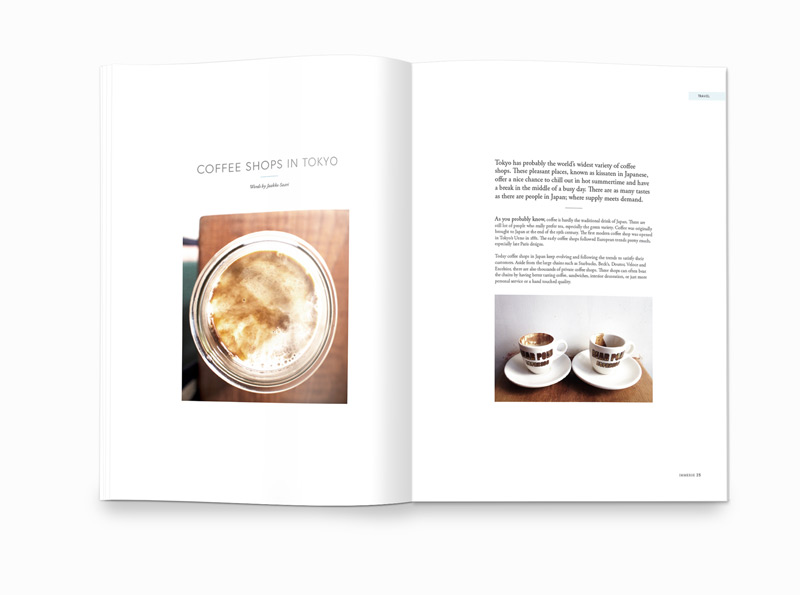 COFFEE SHOPS IN TOKYO
Words by Jaakko Saari
Travels
Tokyo has probably the world's widest variety of coffee
shops. These pleasant places, known as kissaten in Japanese,
offer a nice chance to chill out in hot summertime and have
a break in the middle of a busy day. There are as many tastes
as there are people in Japan; where supply meets demand.
As you probably know, coffee is hardly the traditional drink of Japan. There are
still lot of people who really prefer tea, especially the green variety. Coffee was originally
brought to Japan at the end of the 19th century. The first modern coffee shop was opened
in Tokyo's Ueno in 1888. The early coffee shops followed European trends pretty much,
especially late Paris designs.
Today coffee shops in Japan keep evolving and following the trends to satisfy their
customers. Aside from the large chains such as Starbucks, Beck's, Doutor, Veloce and
Excelsior, there are also thousands of private coffee shops. These shops can often beat
the chains by having better tasting coffee, sandwiches, interior decoration, or just more
personal service or a hand touched quality.